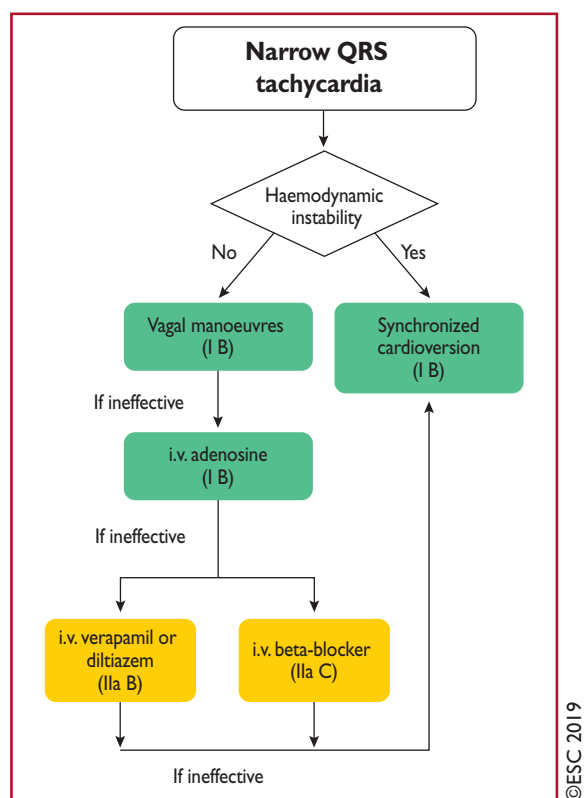 Narrow QRS
tachycardia
Haemodynamic
instability
No
Yes
Vagal manoeuvres
(I B)
Synchronized
cardioversion
(I B)
If ineffective
i.v. adenosine
(I B)
If ineffective
i.v. verapamil or
diltiazem
(IIa B)
i.v. beta-blocker
(IIa C)
If ineffective
©ESC 2019